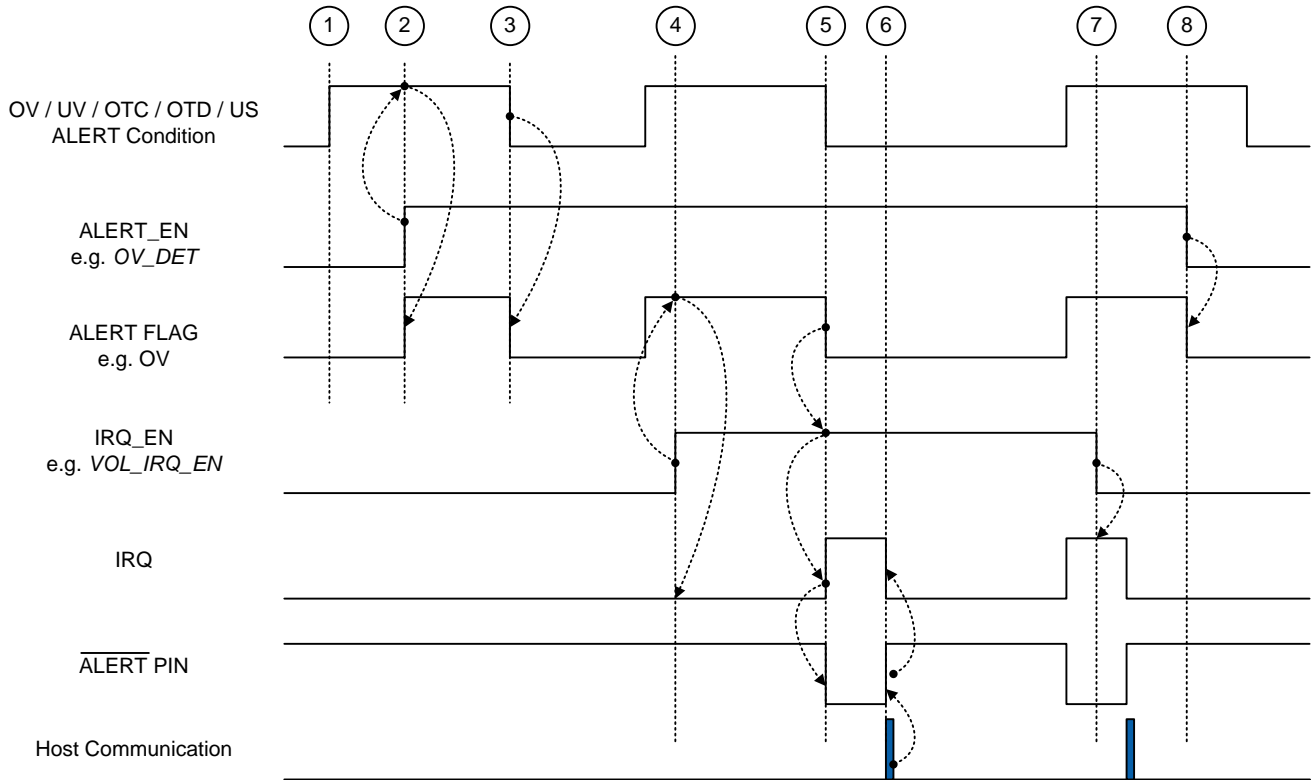 1
2
3
4
5
6
7
8
OV / UV / OTC / OTD / US
ALERT Condition
ALERT_EN
e.g. OV_DET
ALERT FLAG
e.g. OV
IRQ_EN
e.g. VOL_IRQ_EN
IRQ
ALERT PIN
Host Communication